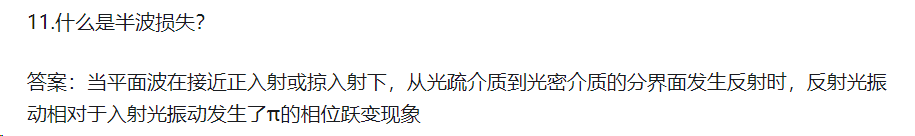 11.什么是半波损失?
答案：当平面波在接近正入射或掠入射下，从光疏介质到光密介质的分界面发生反射时，反射光振
动相对于入射光振动发生了π的相位跃变现象